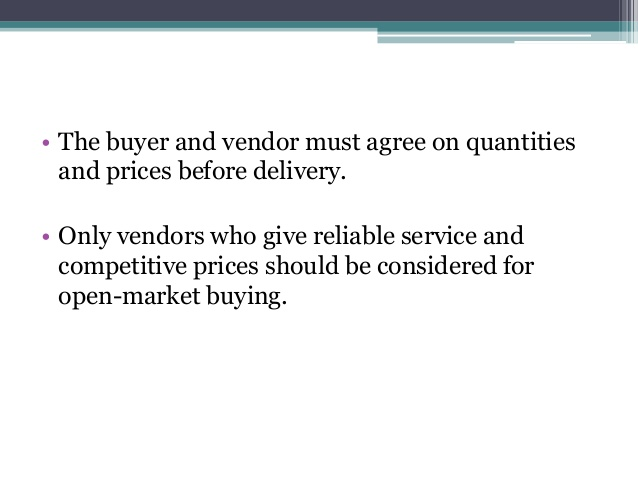 • The buyer and vendor must agree on quantities
and prices before delivery.
• Only vendors who give reliable service and
competitive prices should be considered for
open-market buying.